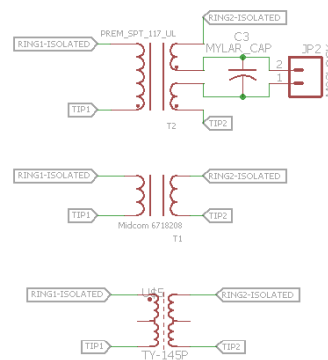 RING2-ISOLATED
PREM_SPT_117_UL
RING1-ISOLATED
C3
MYLAR_CAP
JP2
2
1
TIP1
TIP2
T2
RING1-ISOLATED
RING2-ISOLATED
TIP1
TIP2
Midcom 6718208
T1
RING1-ISOLATED
RING2-ISOLATED
TIP1
TIP2
TY-145P